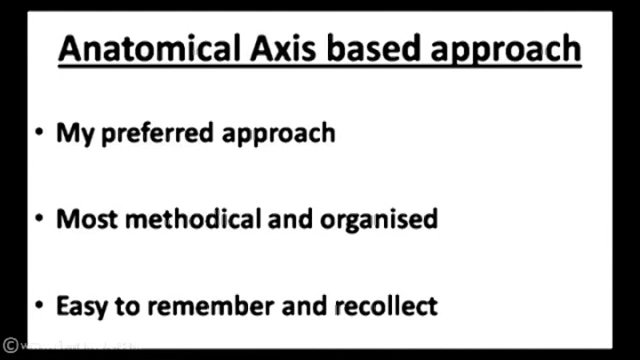 Anatomical Axis based approach
• My preferred approach
• Most methodical and organised
• Easy to remember and recollect
©